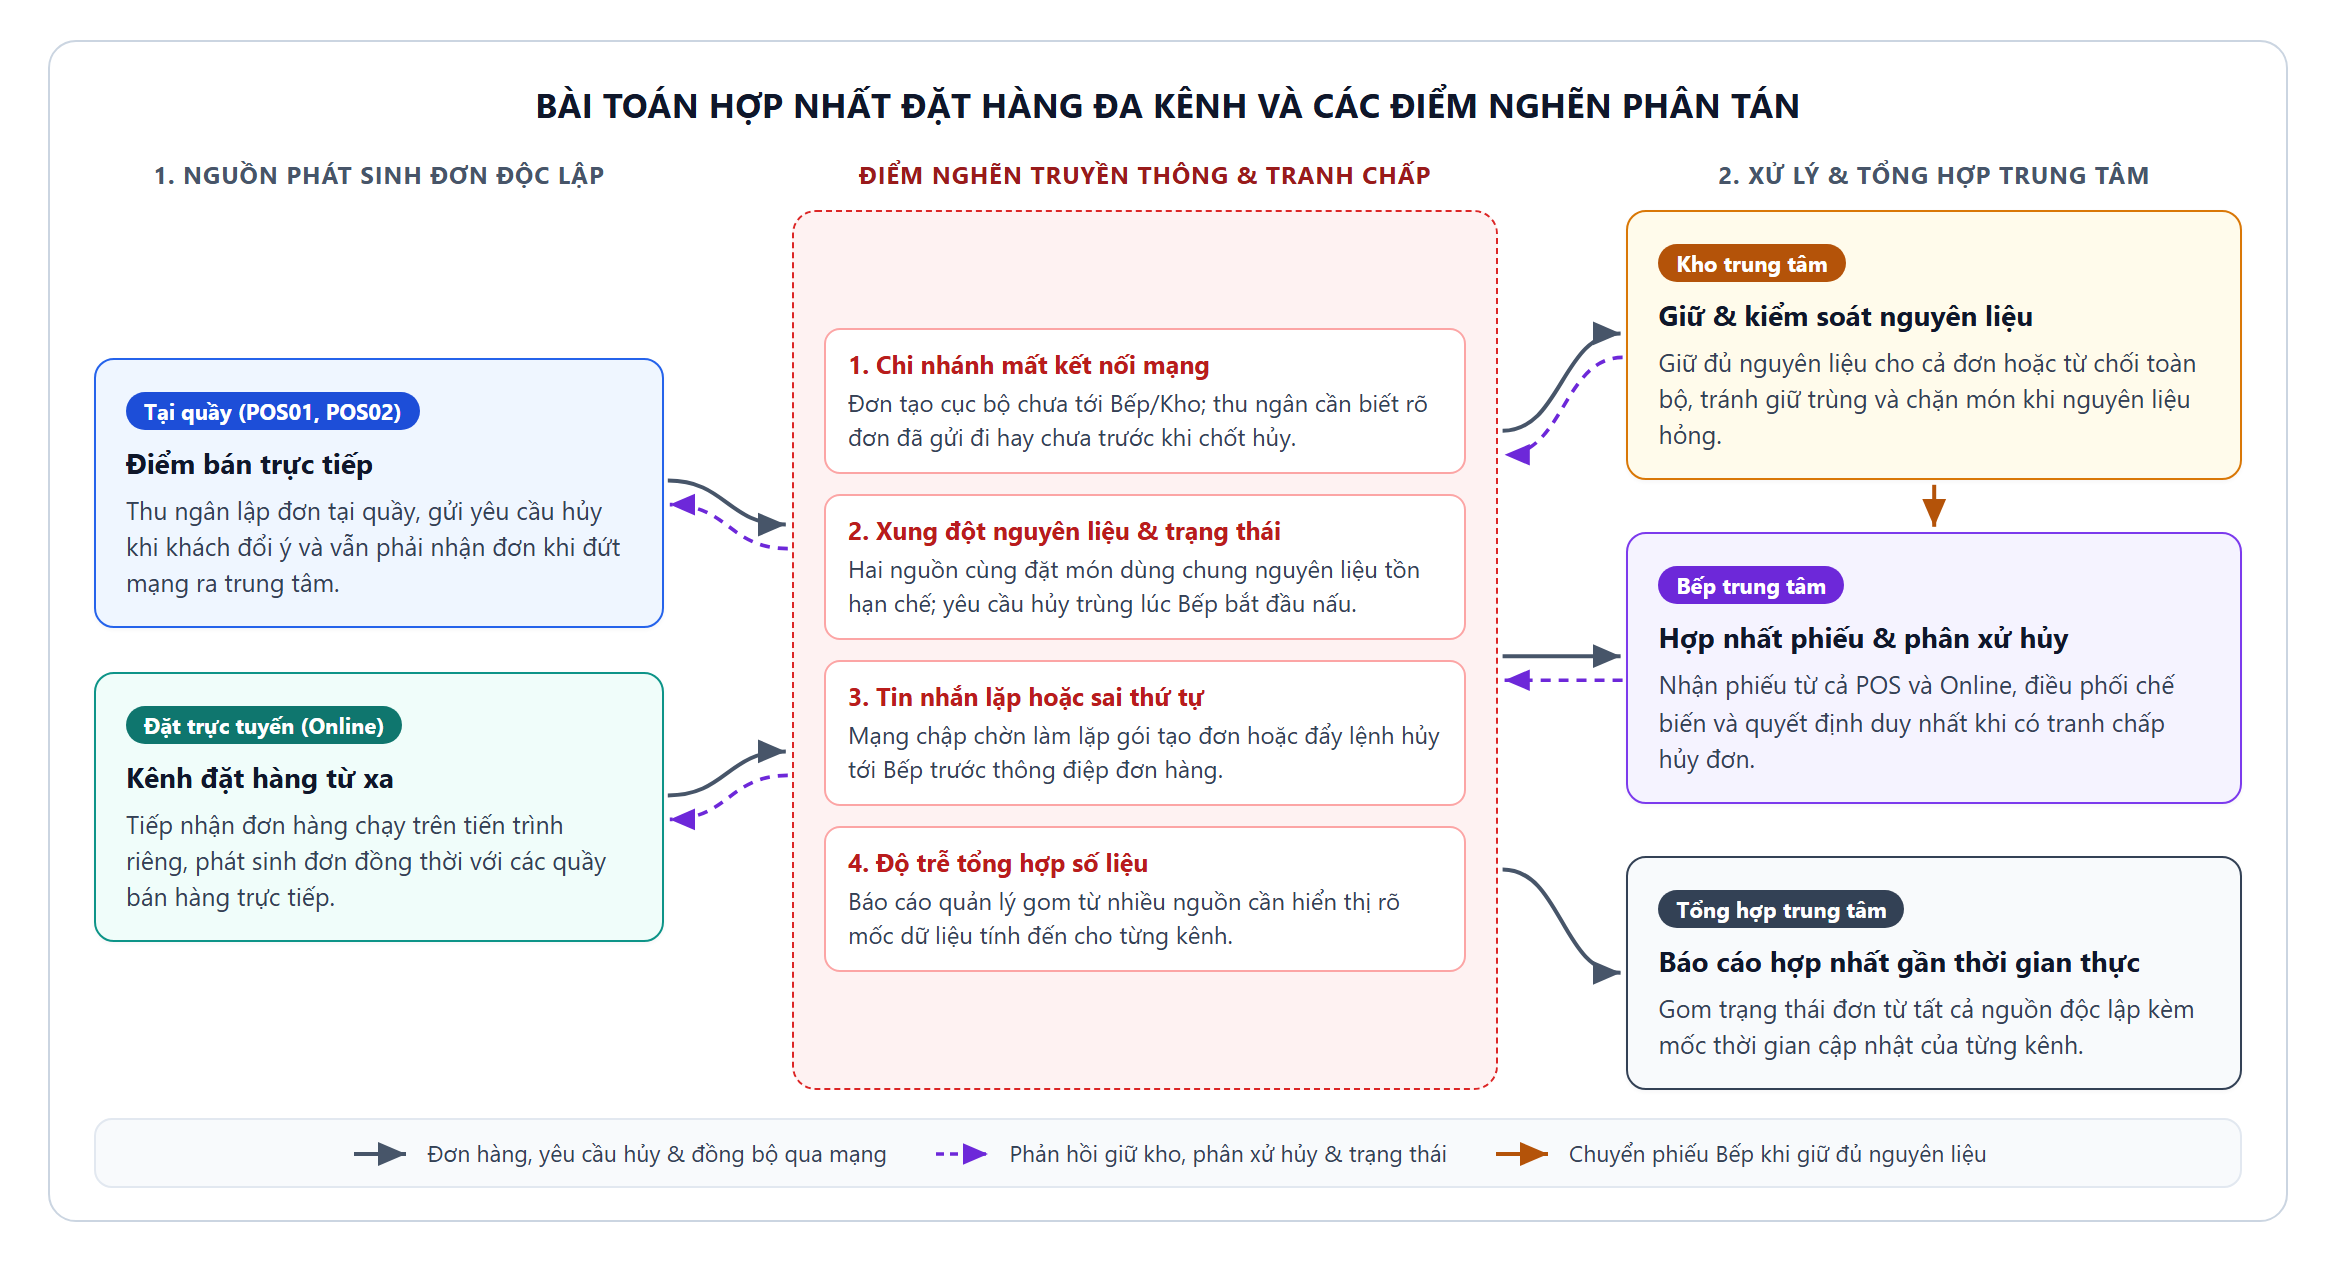 BÀI TOÁN HỢP NHẤT ĐẶT HÀNG ĐA KÊNH VÀ CÁC ĐIỂM NGHẼN PHÂN TÁN
1. NGUỒN PHÁT SINH ĐƠN ĐỘC LẬP
Tại quầy (POS01, POS02)
Điểm bán trực tiếp
Thu ngân lập đơn tại quầy, gửi yêu cầu hủy
khi khách đổi ý và vẫn phải nhận đơn khi đứt
mạng ra trung tâm.
Đặt trực tuyến (Online)
Kênh đặt hàng từ xa
Tiếp nhận đơn hàng chạy trên tiến trình
riêng, phát sinh đơn đồng thời với các quầy
bán hàng trực tiếp.
ĐIỂM NGHẼN TRUYỀN THÔNG & TRANH CHẤP
1. Chi nhánh mất kết nối mạng
Đơn tạo cục bộ chưa tới Bếp/Kho; thu ngân cần biết rõ
đơn đã gửi đi hay chưa trước khi chốt hủy.
2. Xung đột nguyên liệu & trạng thái
Hai nguồn cùng đặt món dùng chung nguyên liệu tồn
hạn chế; yêu cầu hủy trùng lúc Bếp bắt đầu nấu.
3. Tin nhắn lặp hoặc sai thứ tự
Mạng chập chờn làm lặp gói tạo đơn hoặc đẩy lệnh hủy
tới Bếp trước thông điệp đơn hàng.
4. Độ trễ tổng hợp số liệu
Báo cáo quản lý gom từ nhiều nguồn cần hiển thị rõ
mốc dữ liệu tính đến cho từng kênh.
2. XỬ LÝ & TỔNG HỢP TRUNG TÂM
Kho trung tâm
Giữ & kiểm soát nguyên liệu
Giữ đủ nguyên liệu cho cả đơn hoặc từ chối toàn
bộ, tránh giữ trùng và chặn món khi nguyên liệu
hỏng.
Bếp trung tâm
Hợp nhất phiếu & phân xử hủy
Nhận phiếu từ cả POS và Online, điều phối chế
biến và quyết định duy nhất khi có tranh chấp
hủy đơn.
Tổng hợp trung tâm
Báo cáo hợp nhất gần thời gian thực
Gom trạng thái đơn từ tất cả nguồn độc lập kèm
mốc thời gian cập nhật của từng kênh.
Đơn hàng, yêu cầu hủy & đồng bộ qua mạng
Phản hồi giữ kho, phân xử hủy & trạng thái
Chuyển phiếu Bếp khi giữ đủ nguyên liệu